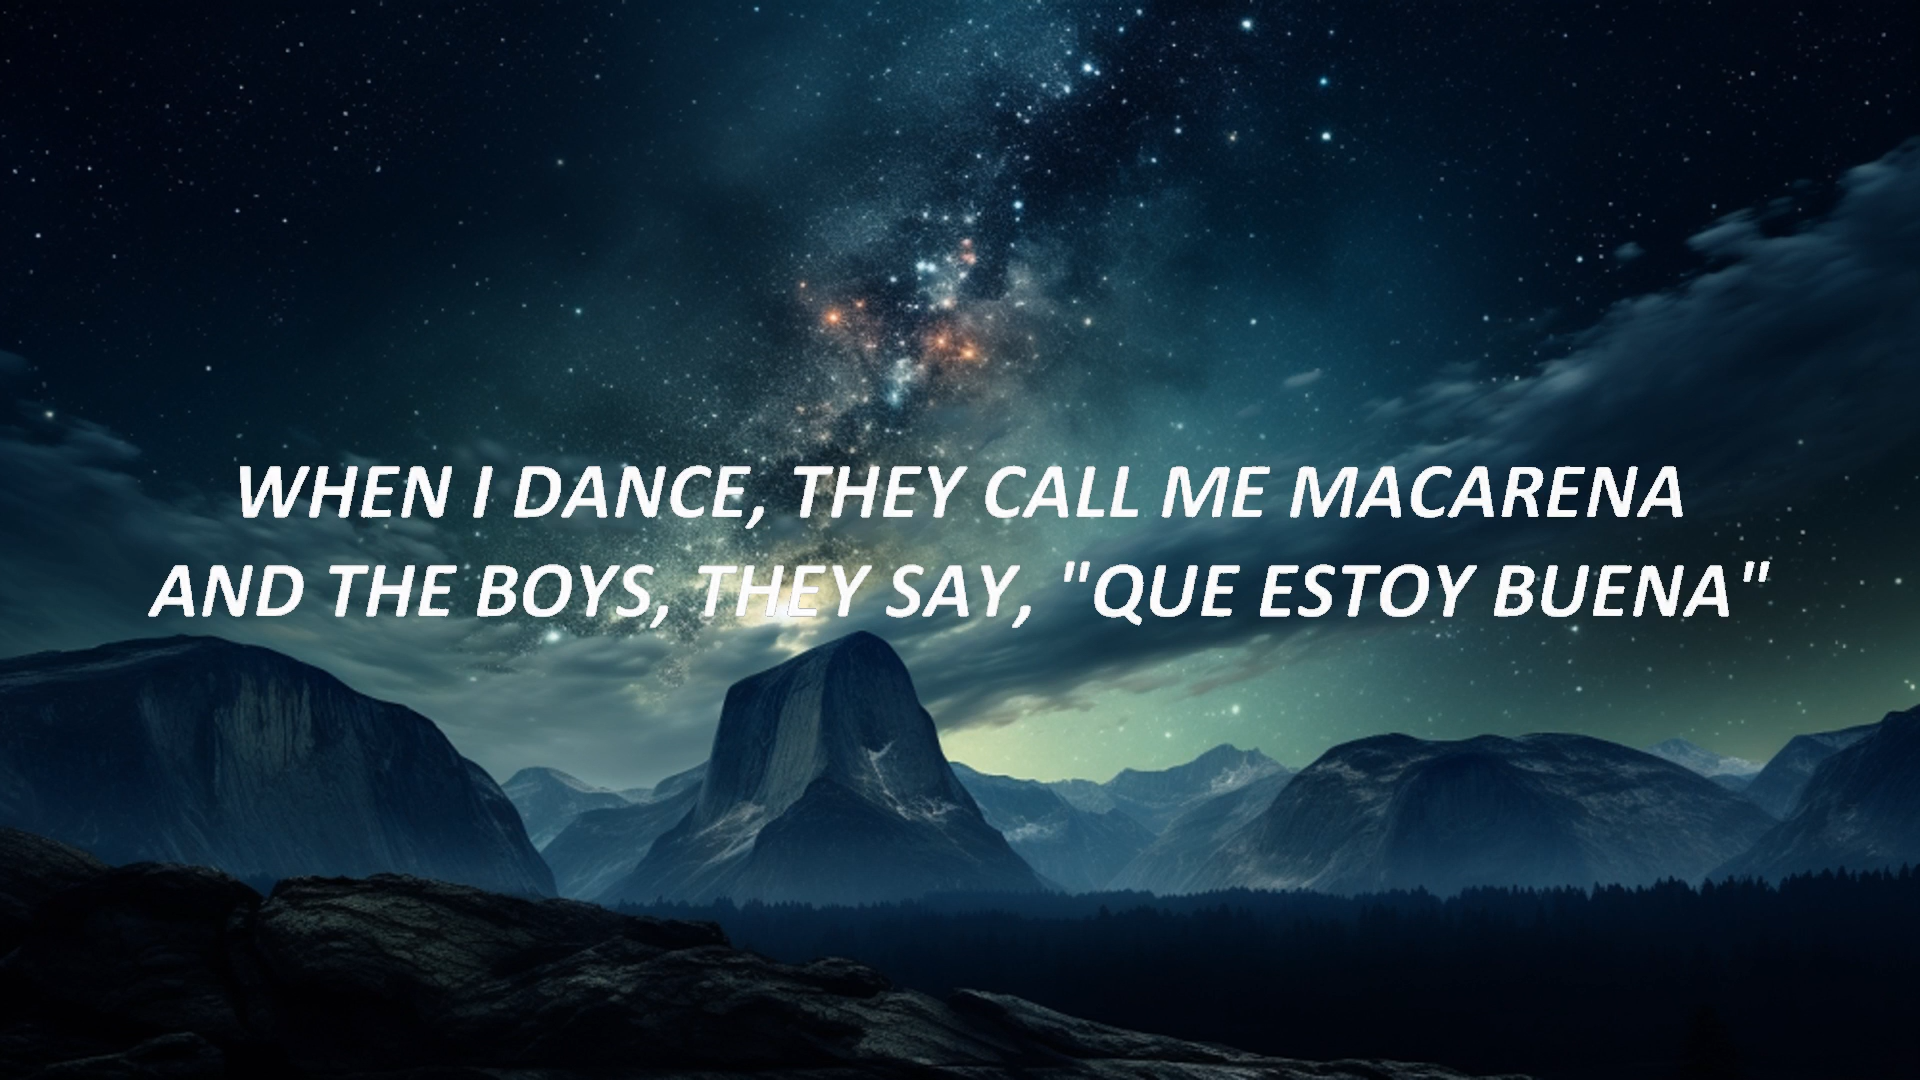 WHEN I DANCE, THEY CALL ME MACARENA
AND THE BOYS, THEY SAY, "QUE ESTOY BUENA"